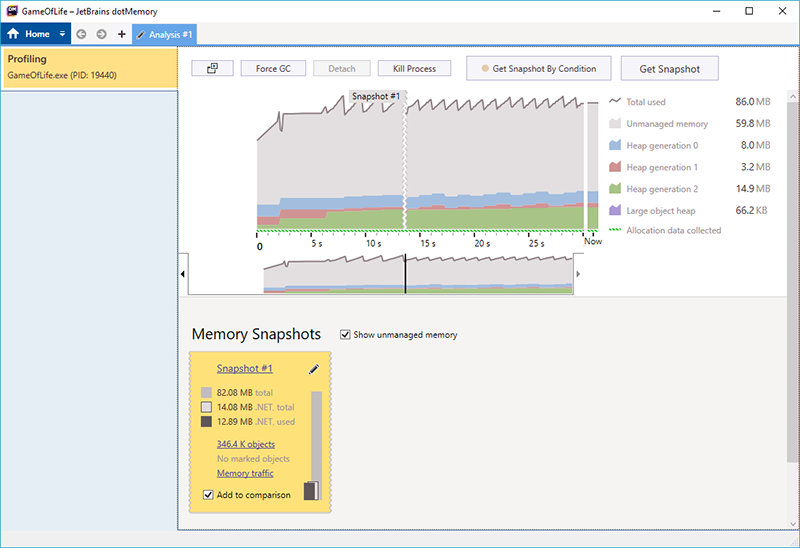 GameOfLife – JetBrains dotMemory
Home
Analysis #1
Profiling
GameOfLife.exe (PID: 19440)
Force GC
Detach
Kill Process
Get Snapshot By Condition
Get Snapshot
Snapshot #1
Total used 86.0 MB
Unmanaged memory 59.8 MB
Heap generation 0 8.0 MB
Heap generation 1 3.2 MB
Heap generation 2 14.9 MB
Large object heap 66.2 KB
Allocation data collected
0 5 s 10 s 15 s 20 s 25 s Now
Memory Snapshots
Show unmanaged memory
Snapshot #1
82.08 MB total
14.08 MB .NET, total
12.89 MB .NET, used
346.4 K objects
No marked objects
Memory traffic
Add to comparison